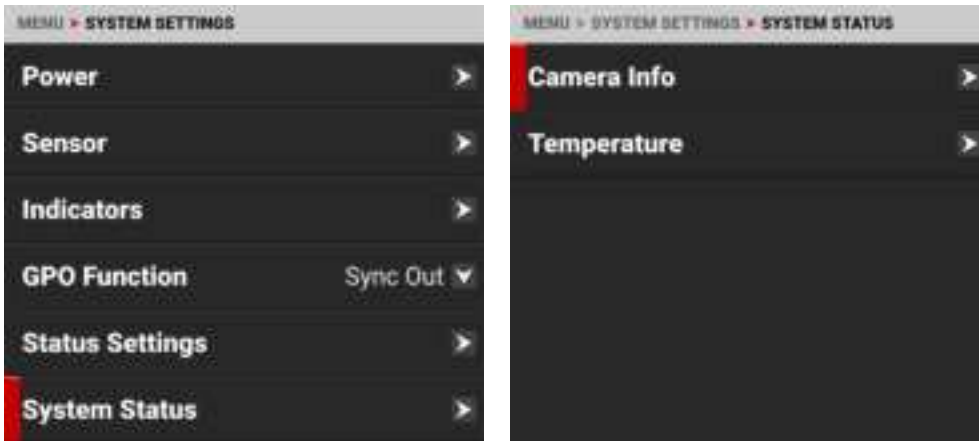 MENU ▸ SYSTEM SETTINGS
Power
Sensor
Indicators
GPO Function Sync Out
Status Settings
System Status
MENU ▸ SYSTEM SETTINGS ▸ SYSTEM STATUS
Camera Info
Temperature